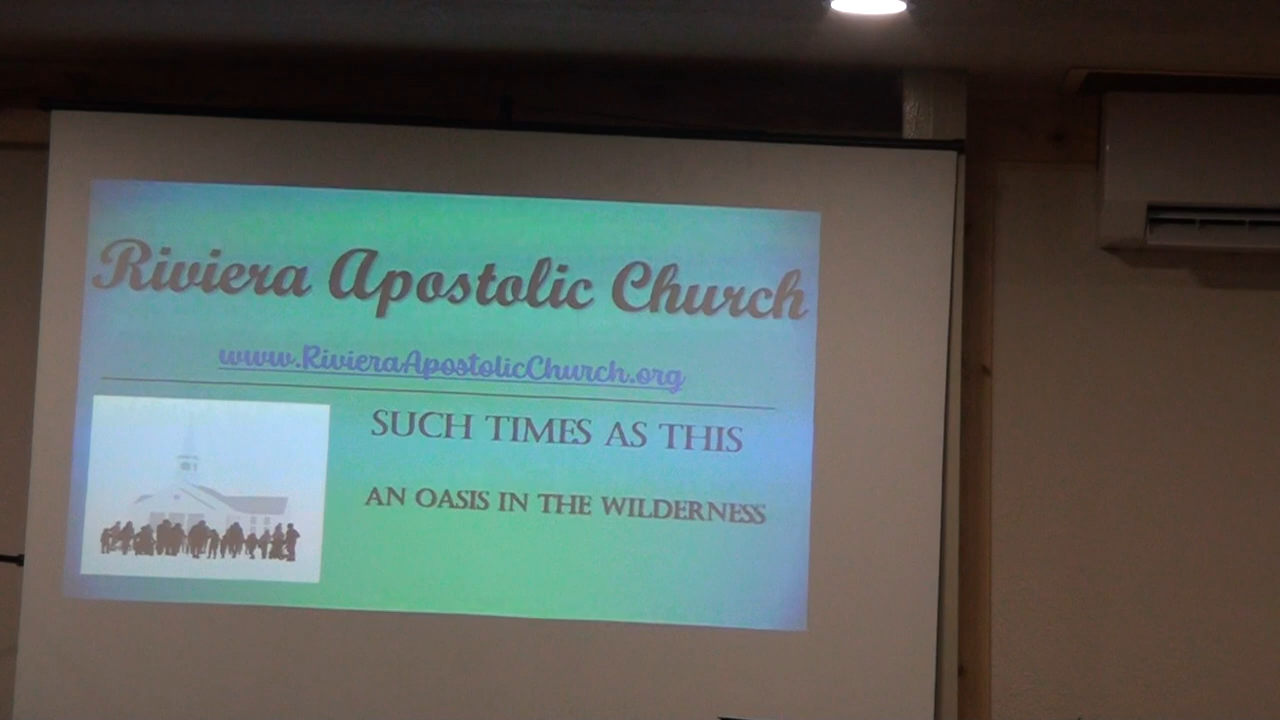 Riviera Apostolic Church
www.RivieraApostolicChurch.org
SUCH TIMES AS THIS
AN OASIS IN THE WILDERNESS